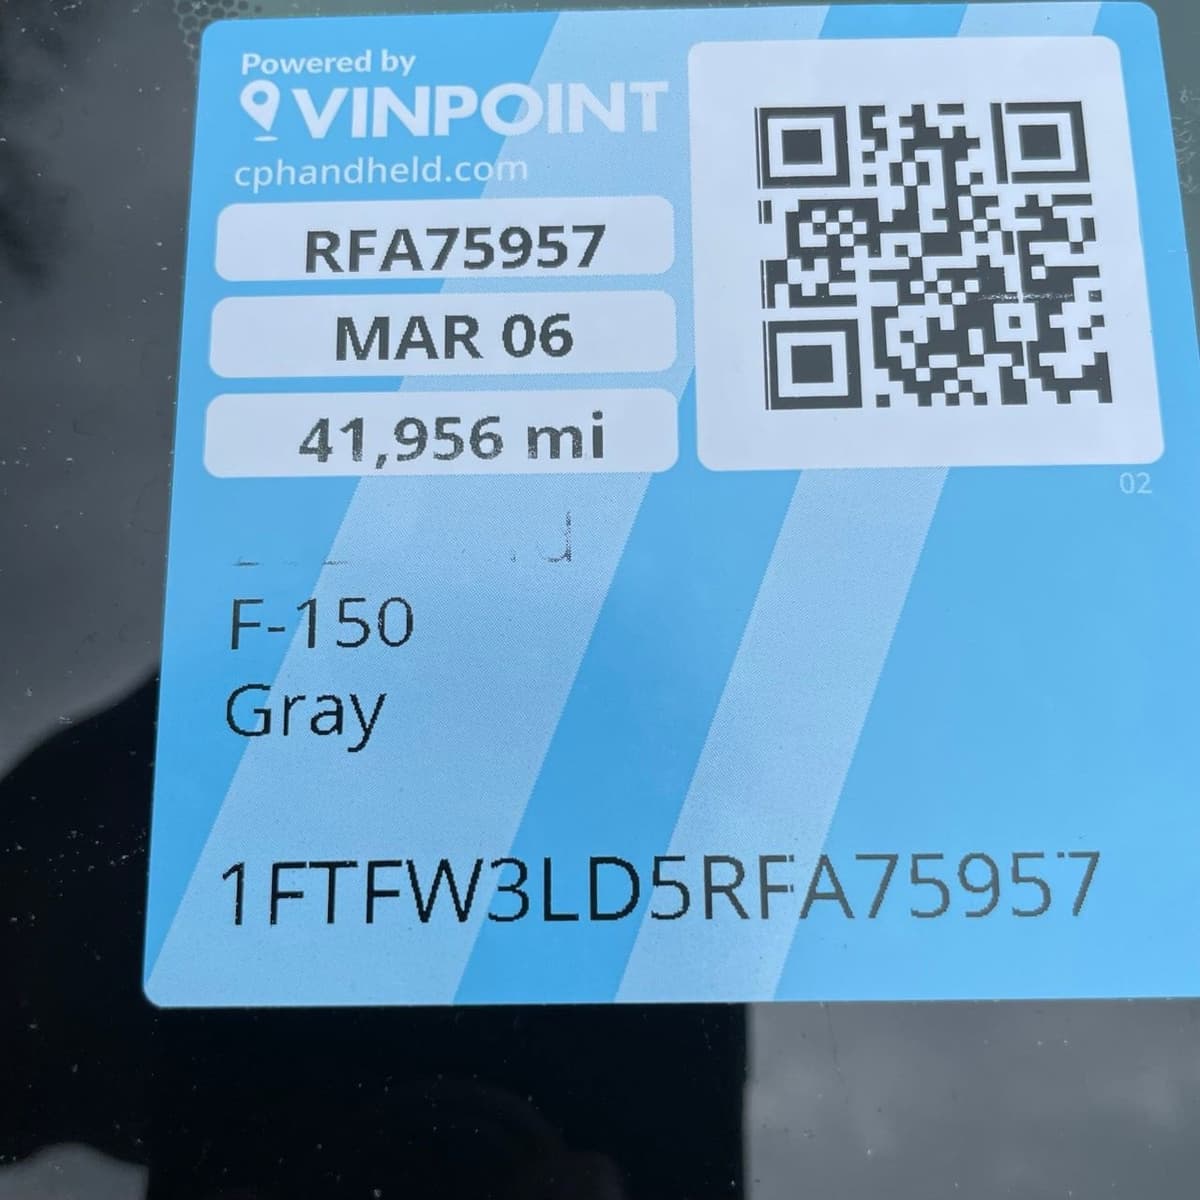 Powered by
VINPOINT
cphandheld.com
RFA75957
MAR 06
41,956 mi
02
F-150
Gray
1FTFW3LD5RFA75957